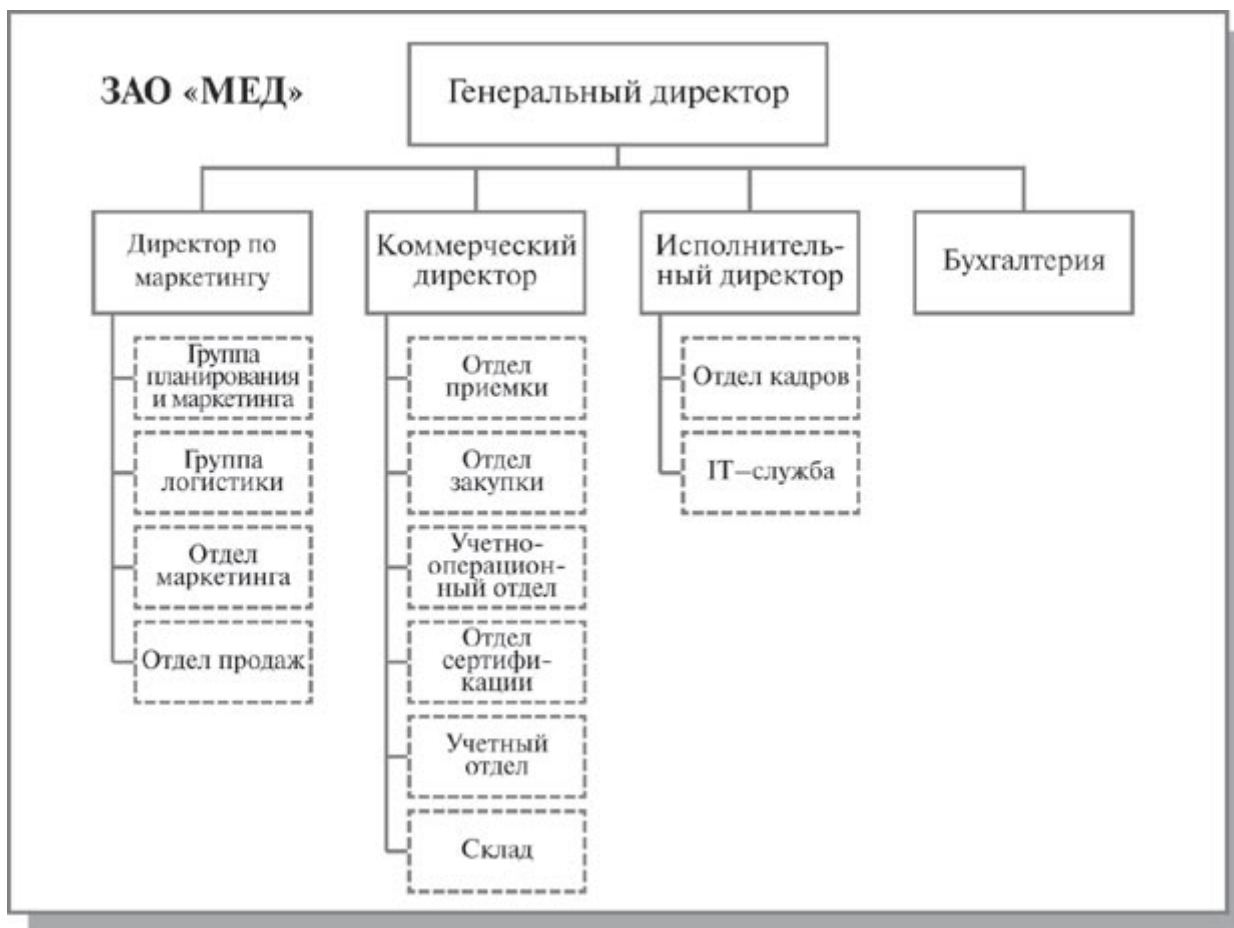 ЗАО «МЕД»
Генеральный директор
Директор по
маркетингу
Группа
планирования
и маркетинга
Группа
логистики
Отдел
маркетинга
Отдел продаж
Коммерческий
директор
Отдел
приемки
Отдел
закупки
Учетно-
операцион-
ный отдел
Отдел
сертифи-
кации
Учетный
отдел
Склад
Исполнитель-
ный директор
Отдел кадров
IT–служба
Бухгалтерия